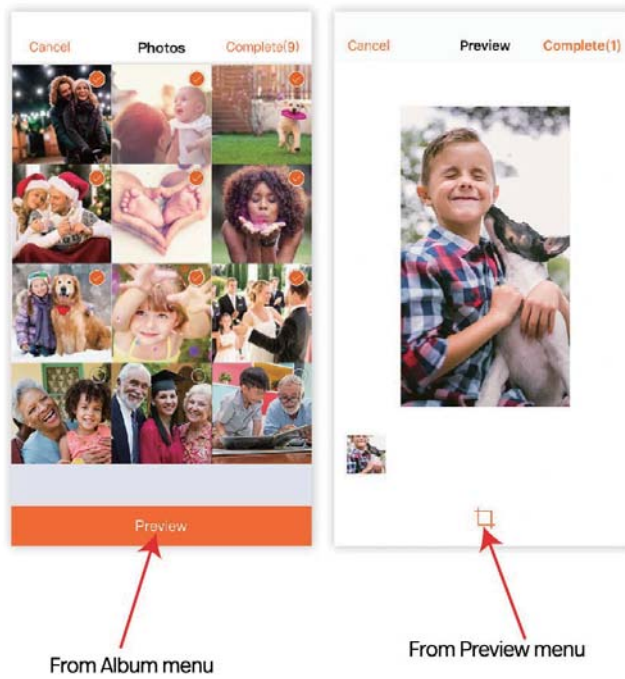 Cancel Photos Complete(9)
Preview
From Album menu
Cancel Preview Complete(1)
From Preview menu